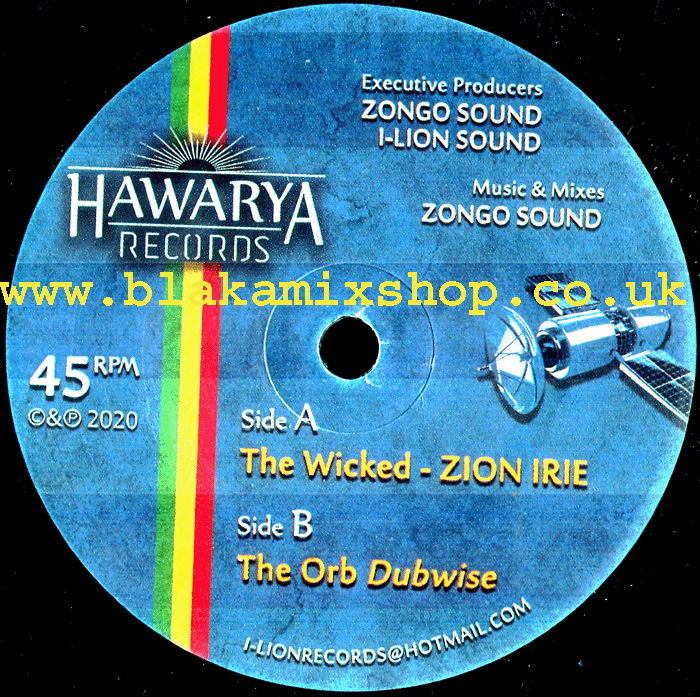 Executive Producers
ZONGO SOUND
I-LION SOUND
HAWARYA
RECORDS
Music & Mixes
ZONGO SOUND
www.blakamixshop.co.uk
45 RPM
©&℗ 2020
Side A
The Wicked - ZION IRIE
Side B
The Orb Dubwise
I-LIONRECORDS@HOTMAIL.COM